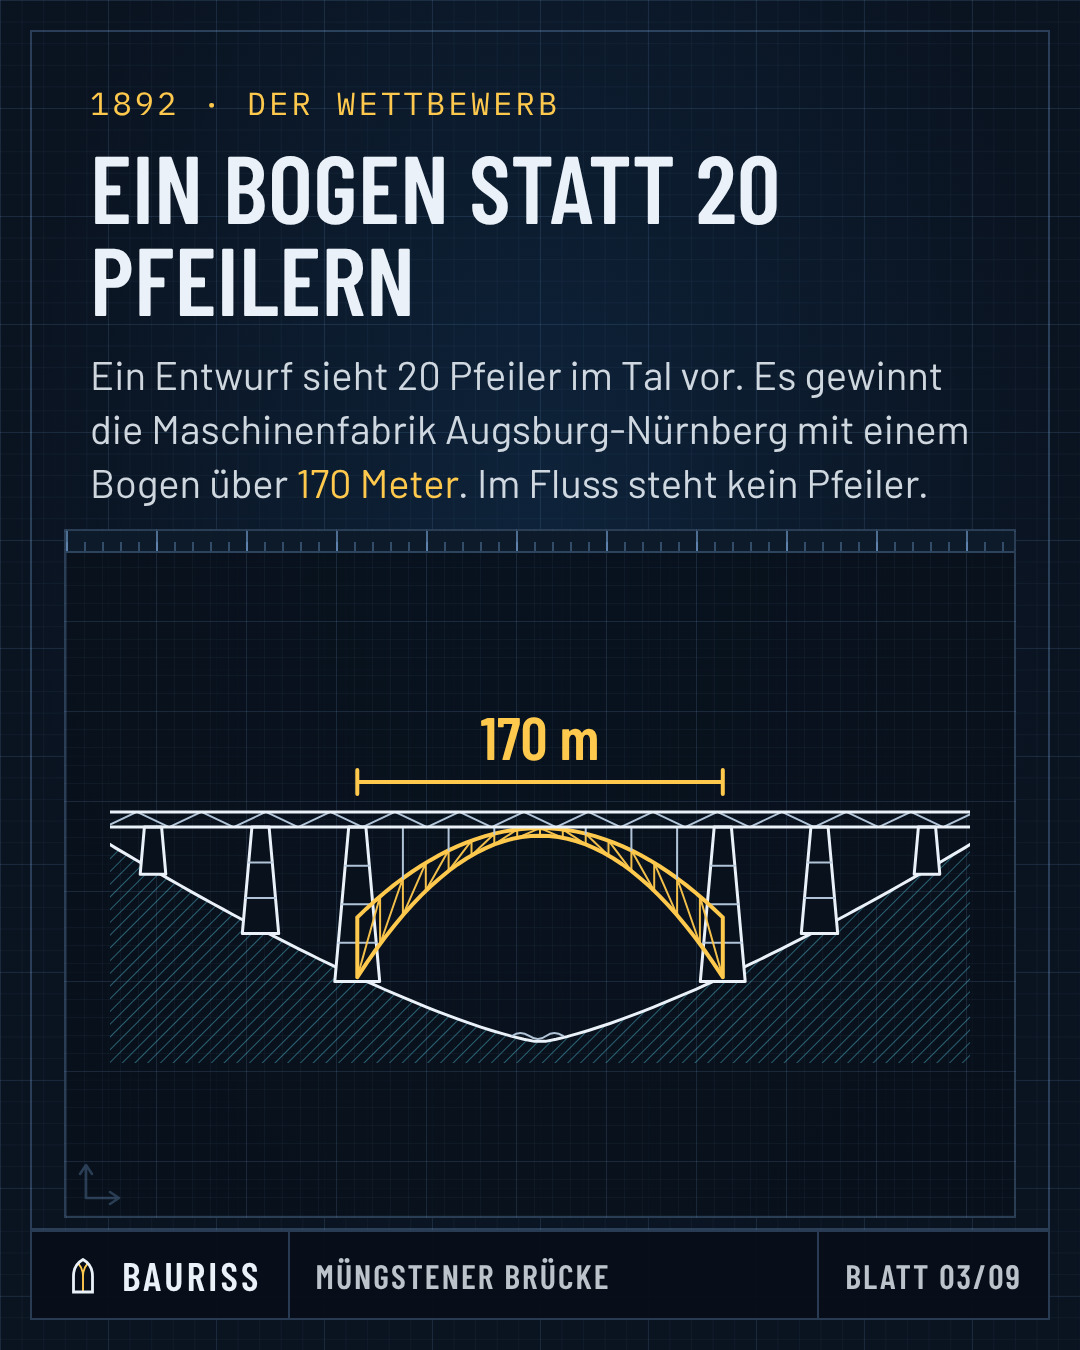 1892 · DER WETTBEWERB
EIN BOGEN STATT 20
PFEILERN
Ein Entwurf sieht 20 Pfeiler im Tal vor. Es gewinnt
die Maschinenfabrik Augsburg-Nürnberg mit einem
Bogen über 170 Meter. Im Fluss steht kein Pfeiler.
170 m
BAURISS
MÜNGSTENER BRÜCKE
BLATT 03/09